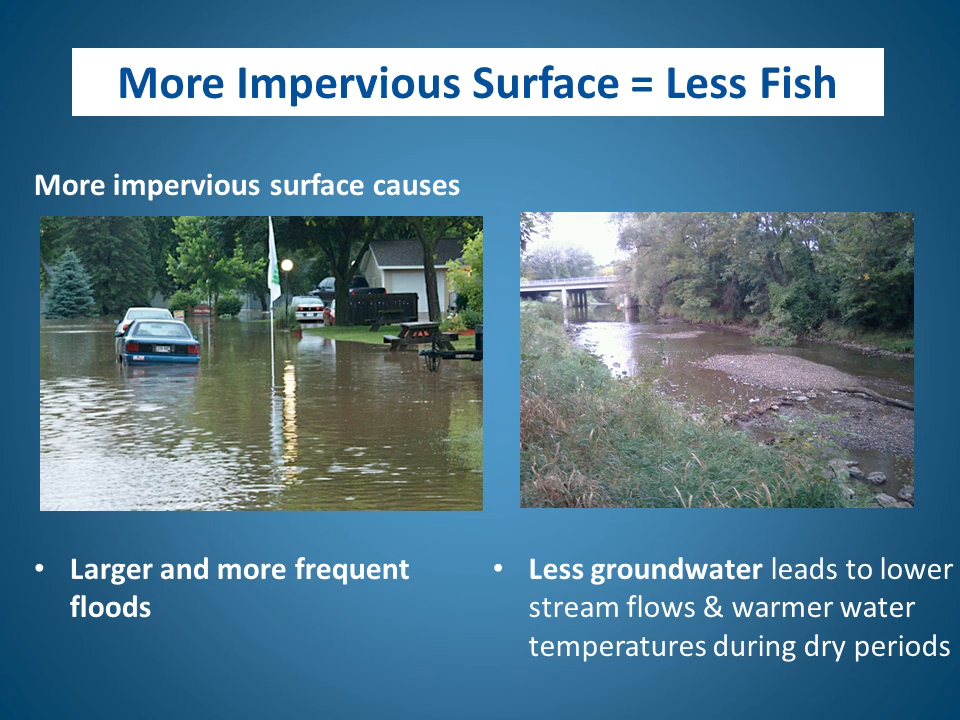 More Impervious Surface = Less Fish
More impervious surface causes
• Larger and more frequent
floods
• Less groundwater leads to lower
stream flows & warmer water
temperatures during dry periods